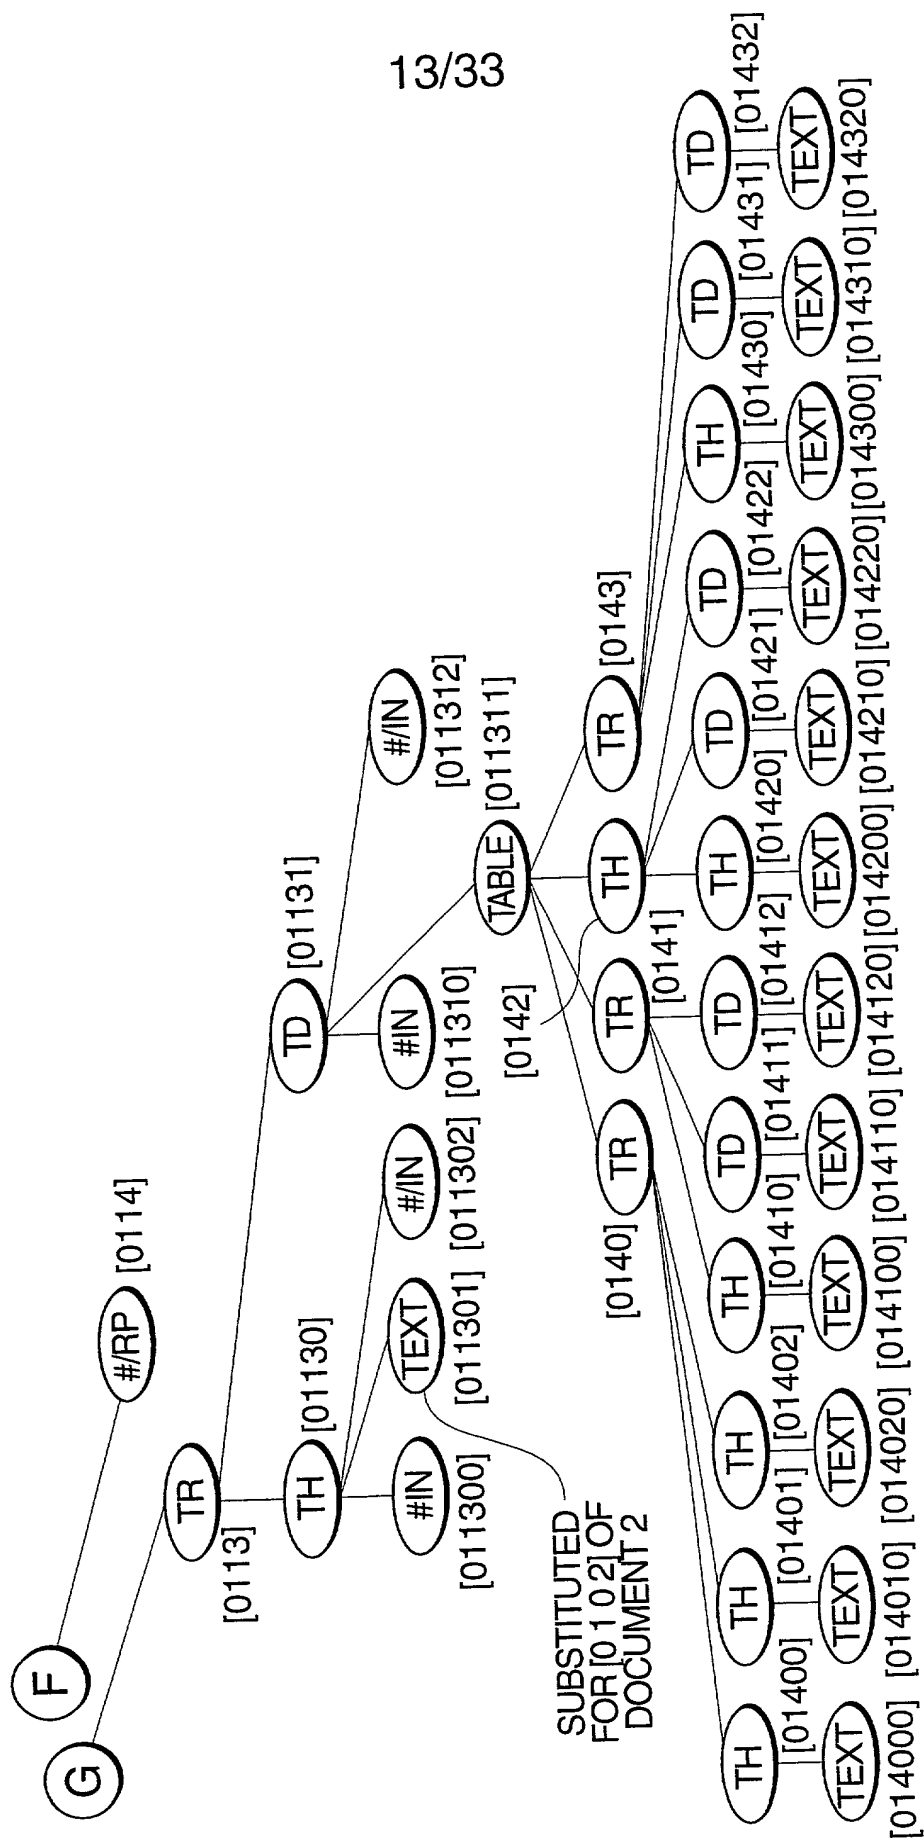 13/33
F
G
#/RP
[0114]
TR
[0113]
TH
[01130]
TD
[01131]
#IN
[011300]
TEXT
[011301]
#/IN
[011302]
#IN
[011310]
#/IN
[011312]
TABLE
[011311]
SUBSTITUTED
FOR [0 1 0 2] OF
DOCUMENT 2
[0140]
TR
TR
[0141]
[0142]
TH
TR
[0143]
TH
TH
TH
TH
TD
TD
TH
TD
TD
TH
TD
TD
[01400]
[01401]
[01402]
[01410]
[01411]
[01412]
[01420]
[01421]
[01422]
[01430]
[01431]
[01432]
TEXT
TEXT
TEXT
TEXT
TEXT
TEXT
TEXT
TEXT
TEXT
TEXT
TEXT
TEXT
[014000]
[014010]
[014020]
[014100]
[014110]
[014120]
[014200]
[014210]
[014220]
[014300]
[014310]
[014320]